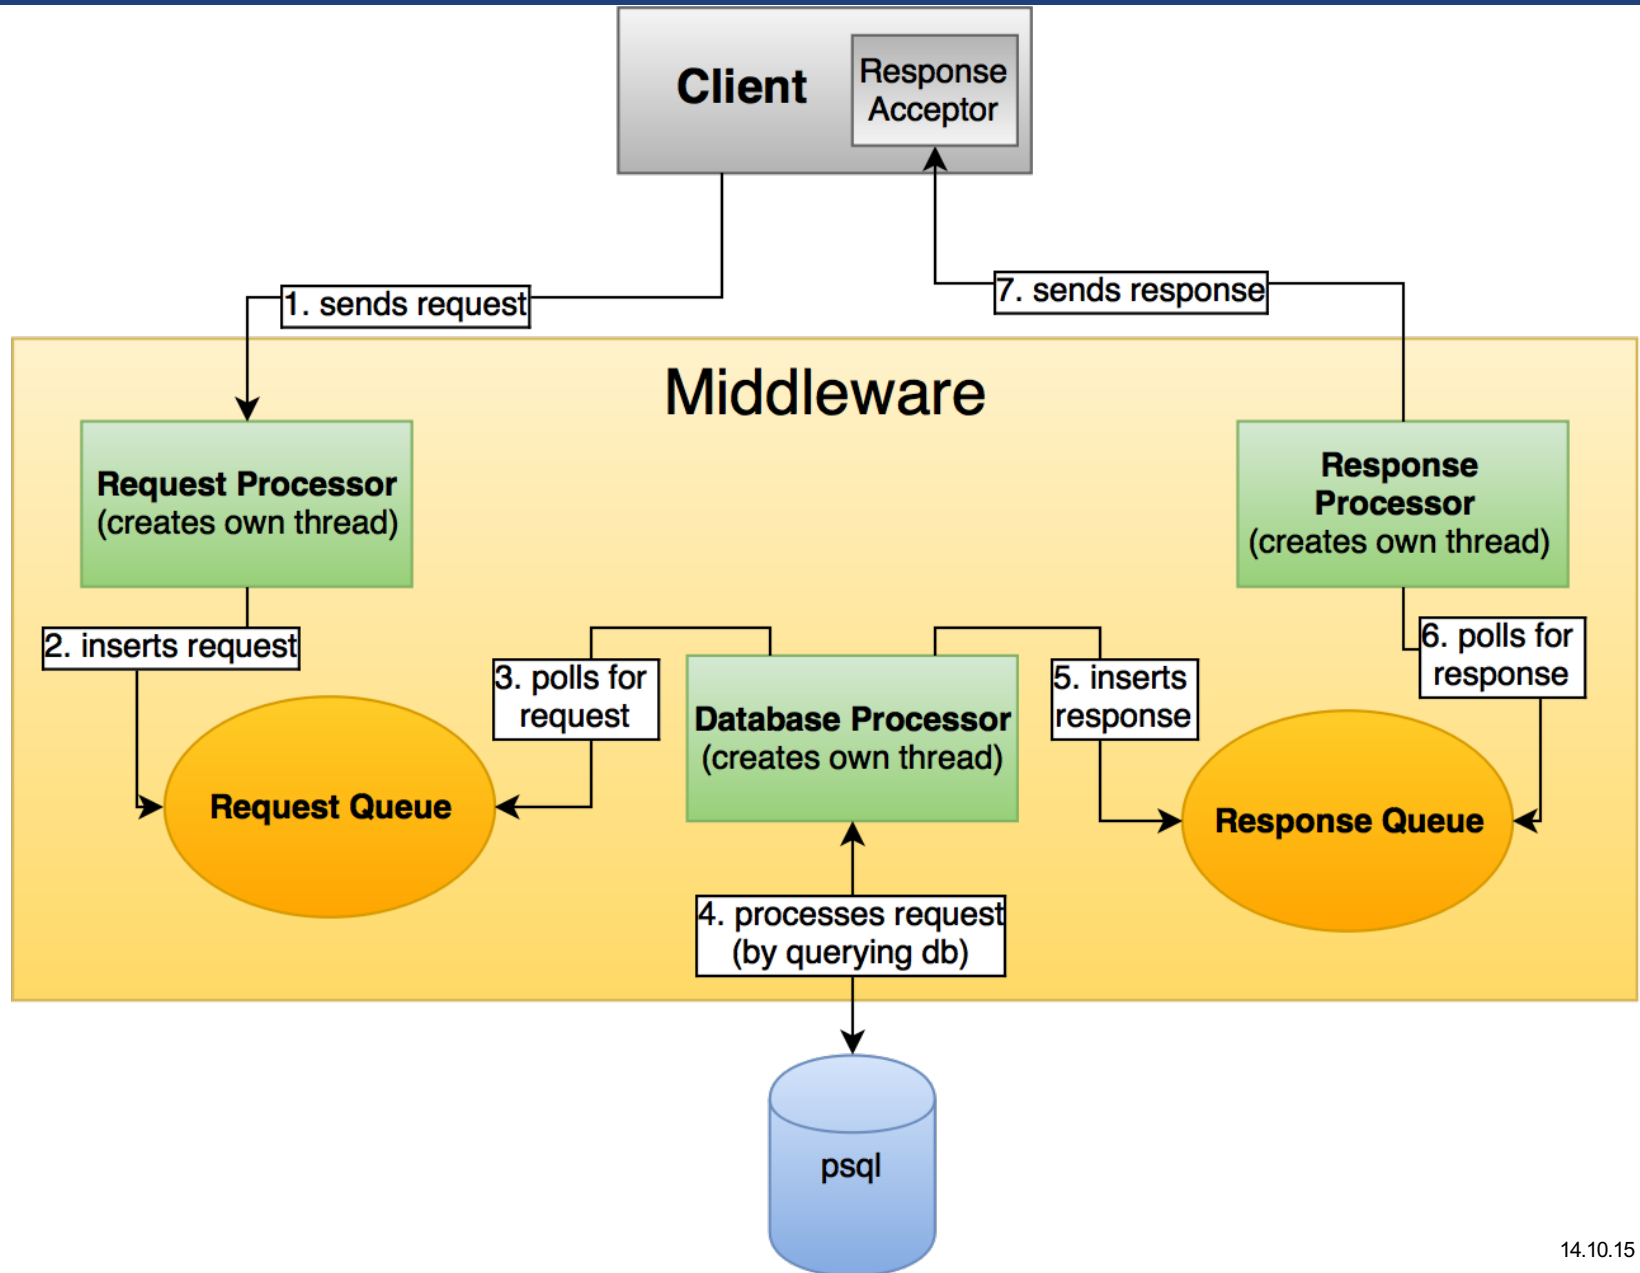 Client
Response
Acceptor
1. sends request
7. sends response
Middleware
Request Processor
(creates own thread)
Response
Processor
(creates own thread)
2. inserts request
3. polls for
request
Database Processor
(creates own thread)
5. inserts
response
6. polls for
response
Request Queue
Response Queue
4. processes request
(by querying db)
psql
14.10.15